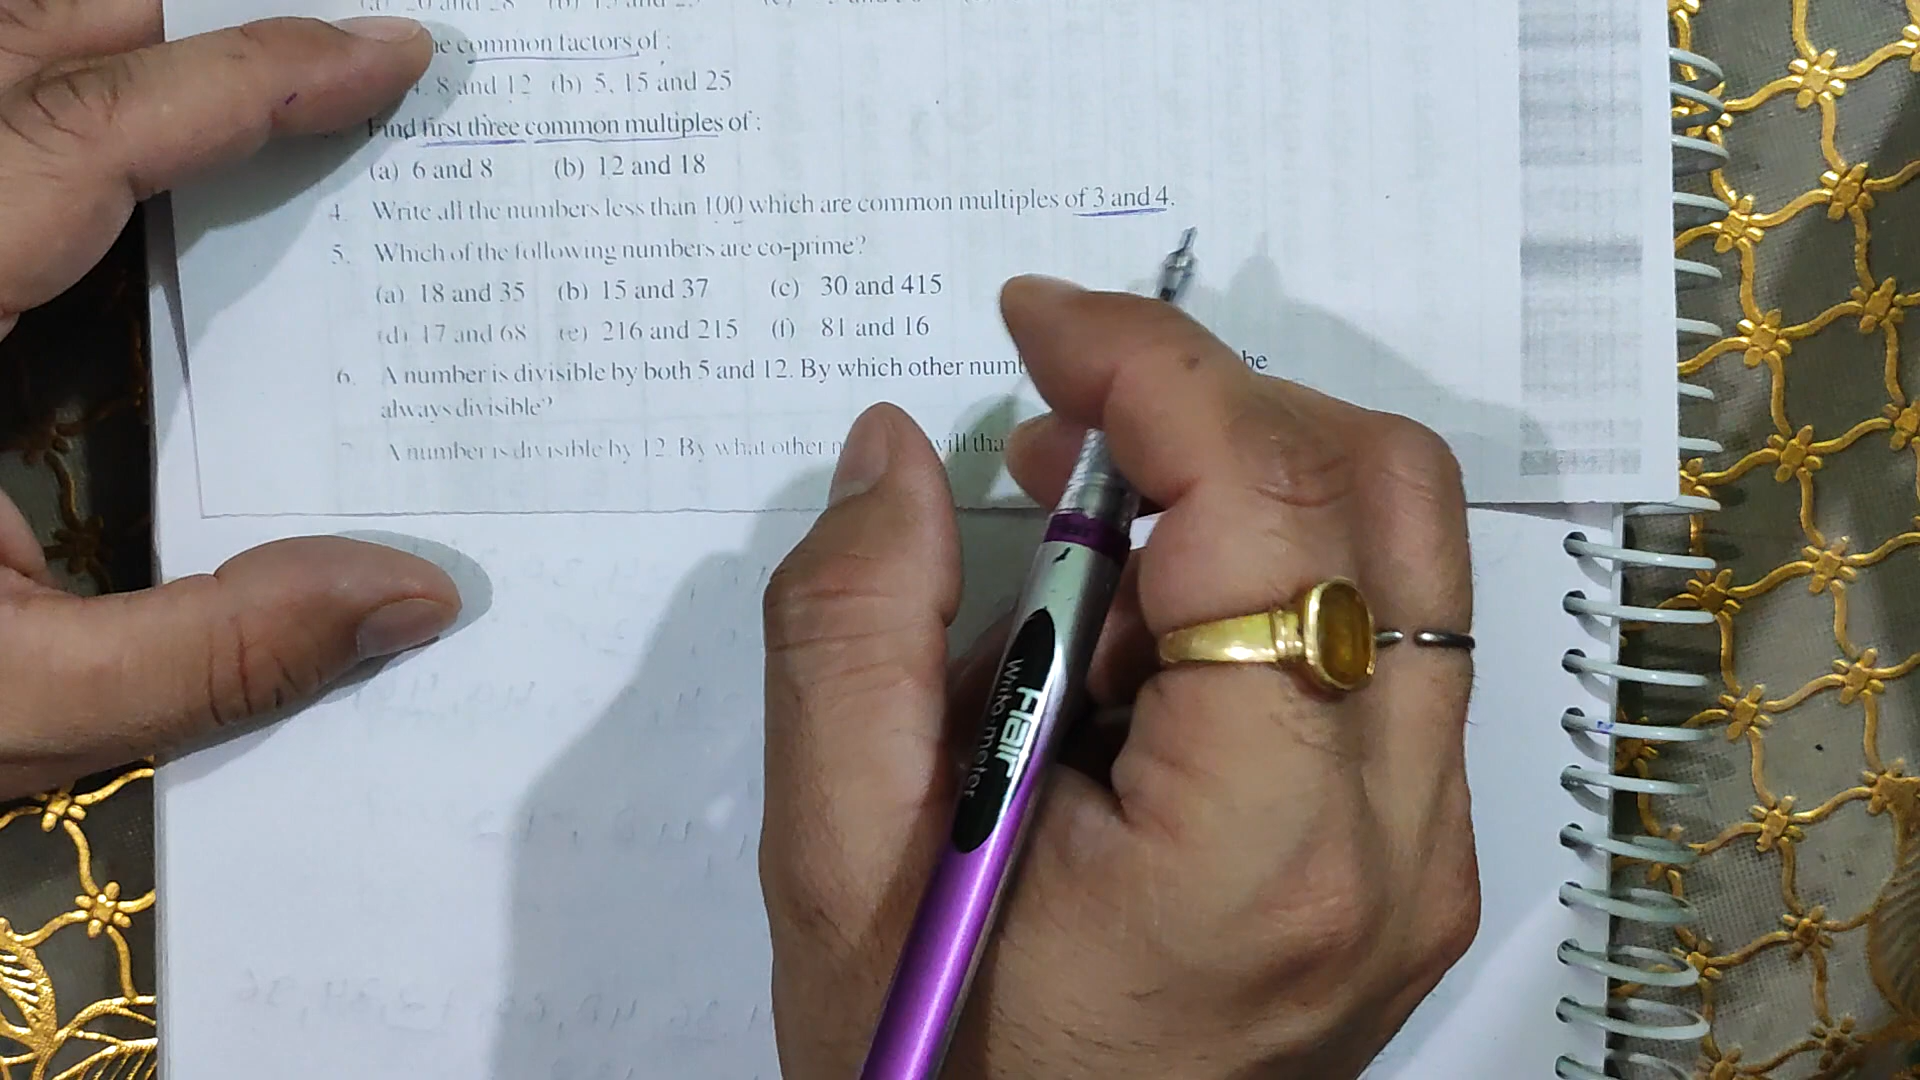 common factors of :
8 and 12 (b) 5, 15 and 25
Find first three common multiples of :
(a) 6 and 8 (b) 12 and 18
4. Write all the numbers less than 100 which are common multiples of 3 and 4.
5. Which of the following numbers are co-prime?
(a) 18 and 35 (b) 15 and 37 (c) 30 and 415
(d) 17 and 68 (e) 216 and 215 (f) 81 and 16
6. A number is divisible by both 5 and 12. By which other be
always divisible?
7. A number is divisible by 12. By what other will
Flair
Writo-meter